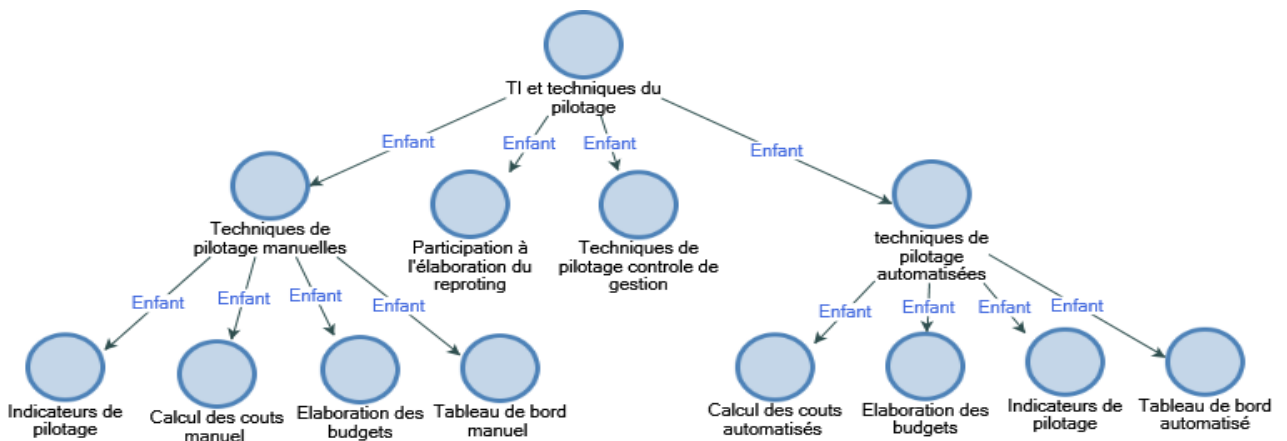 TI et techniques du
pilotage
Enfant
Enfant
Enfant
Enfant
Techniques de
pilotage manuelles
Participation à
l'élaboration du
reproting
Techniques de
pilotage controle de
gestion
techniques de
pilotage
automatisées
Enfant
Enfant
Enfant
Enfant
Enfant
Enfant
Enfant
Enfant
Indicateurs de
pilotage
Calcul des couts
manuel
Elaboration des
budgets
Tableau de bord
manuel
Calcul des couts
automatisés
Elaboration des
budgets
Indicateurs de
pilotage
Tableau de bord
automatisé